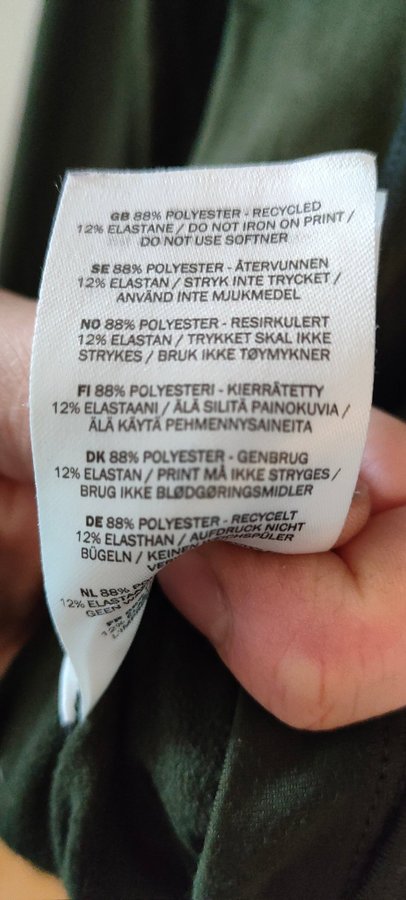 GB 88% POLYESTER - RECYCLED
12% ELASTANE / DO NOT IRON ON PRINT /
DO NOT USE SOFTNER
SE 88% POLYESTER - ÅTERVUNNEN
12% ELASTAN / STRYK INTE TRYCKET /
ANVÄND INTE MJUKMEDEL
NO 88% POLYESTER - RESIRKULERT
12% ELASTAN / TRYKKET SKAL IKKE
STRYKES / BRUK IKKE TØYMYKNER
FI 88% POLYESTERI - KIERRÄTETTY
12% ELASTAANI / ÄLÄ SILITÄ PAINOKUVIA /
ÄLÄ KÄYTÄ PEHMENNYSAINEITA
DK 88% POLYESTER - GENBRUG
12% ELASTAN / PRINT MÅ IKKE STRYGES /
BRUG IKKE BLØDGØRINGSMIDLER
DE 88% POLYESTER - RECYCELT
12% ELASTHAN / AUFDRUCK NICHT
BÜGELN / KEINEN
NL 88%
12%
GEEN